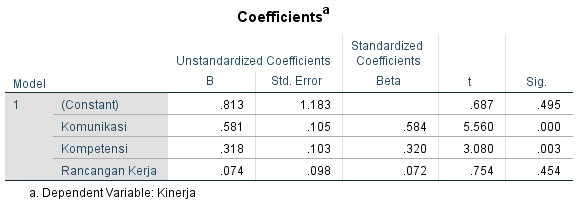 Coefficientsa
Unstandardized Coefficients Standardized Coefficients
Model B Std. Error Beta t Sig.
1 (Constant) .813 1.183 .687 .495
Komunikasi .581 .105 .584 5.560 .000
Kompetensi .318 .103 .320 3.080 .003
Rancangan Kerja .074 .098 .072 .754 .454
a. Dependent Variable: Kinerja